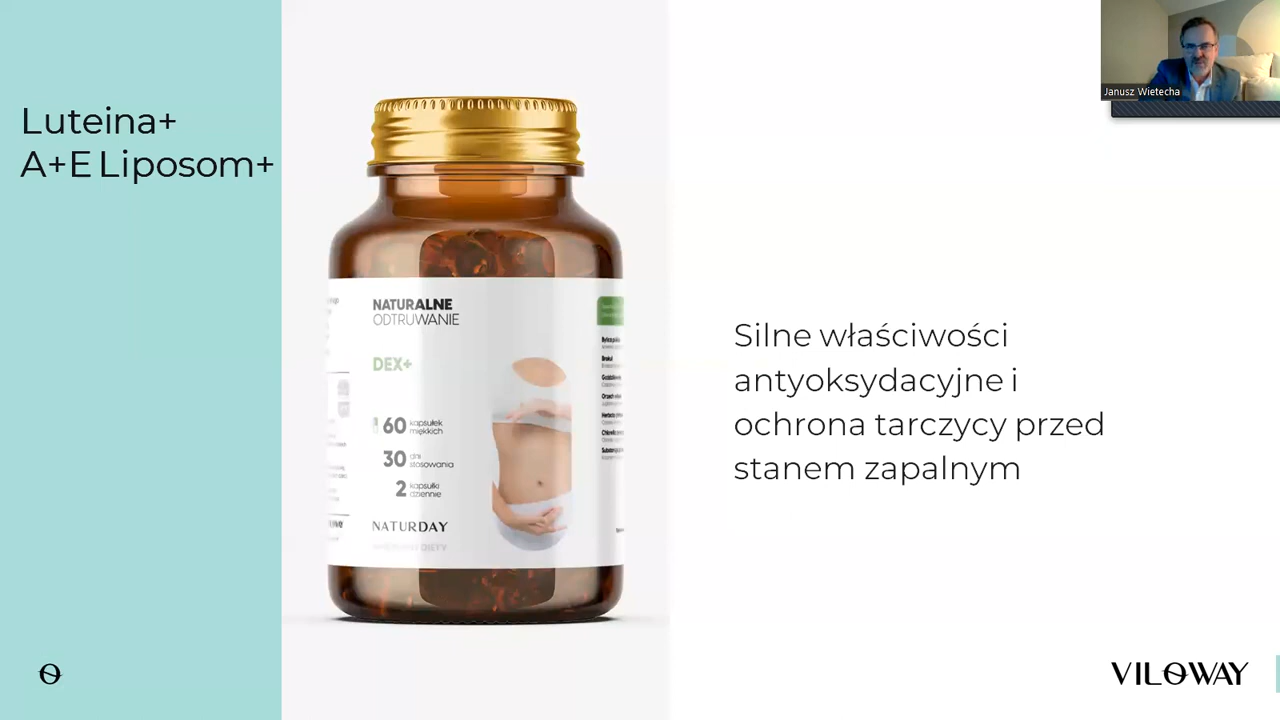 Luteina+
A+E Liposom+
Janusz Wietecha
NATURALNE
ODTRUWANIE
DEX+
60 kapsułek
miękkich
30 dni
stosowania
2 kapsułki
dziennie
NATURDAY
Silne właściwości
antyoksydacyjne i
ochrona tarczycy przed
stanem zapalnym
VILOWAY